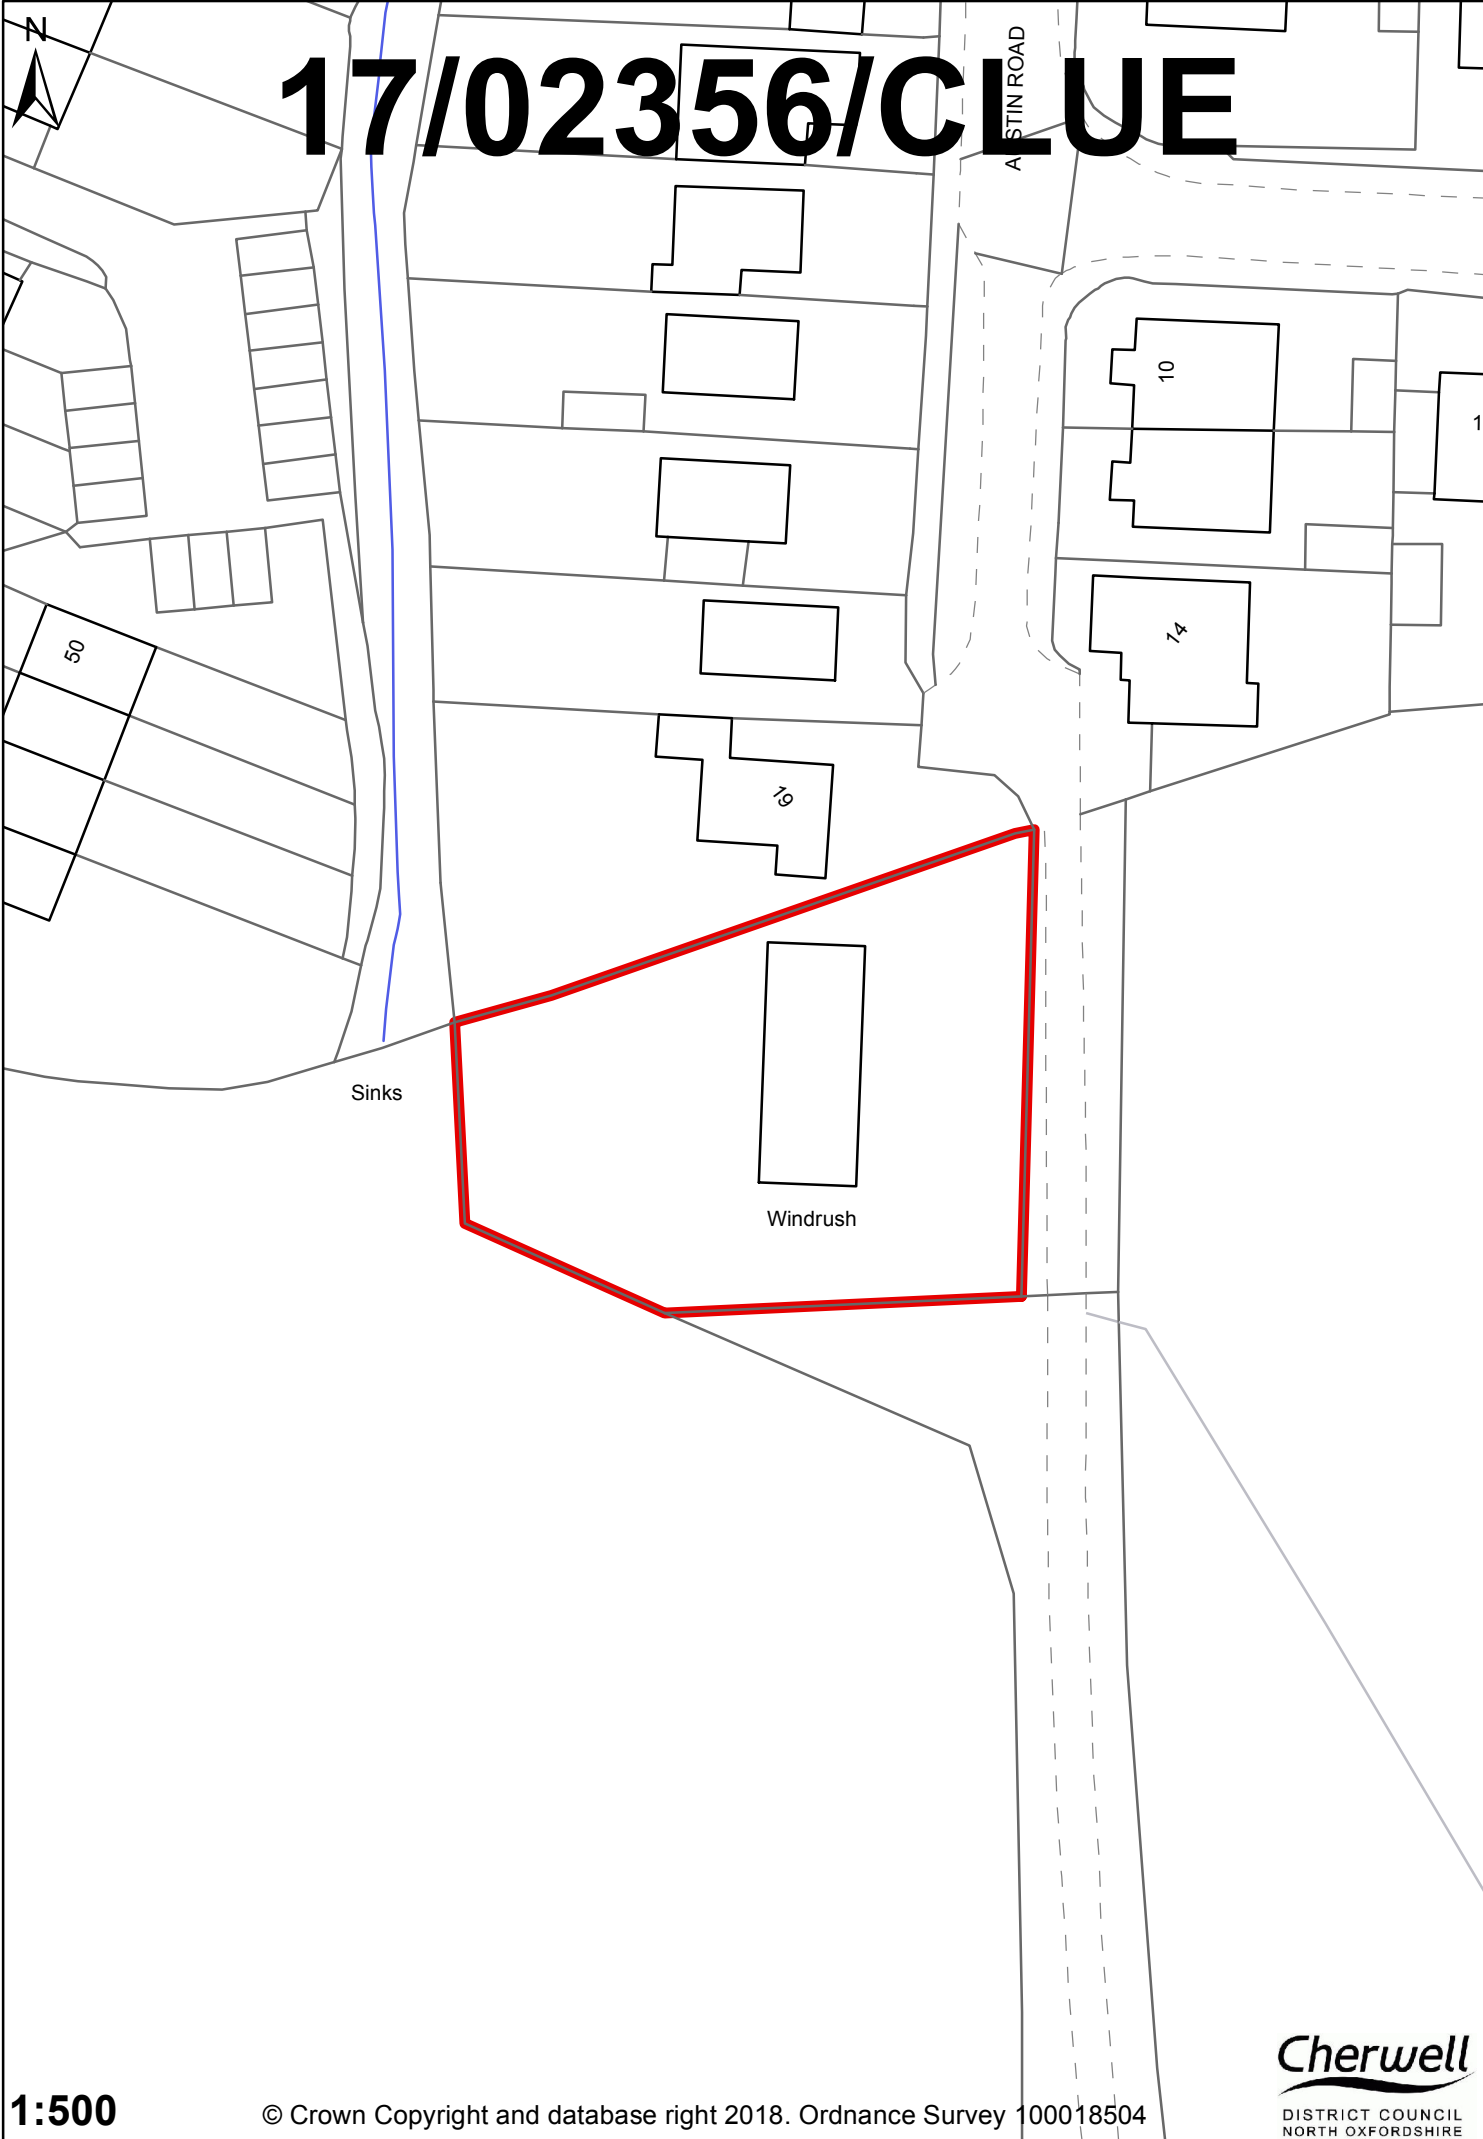 N
17/02356/CLUE
STIN ROAD
10
1
14
50
19
Sinks
Windrush
1:500
© Crown Copyright and database right 2018. Ordnance Survey 100018504
Cherwell
DISTRICT COUNCIL
NORTH OXFORDSHIRE